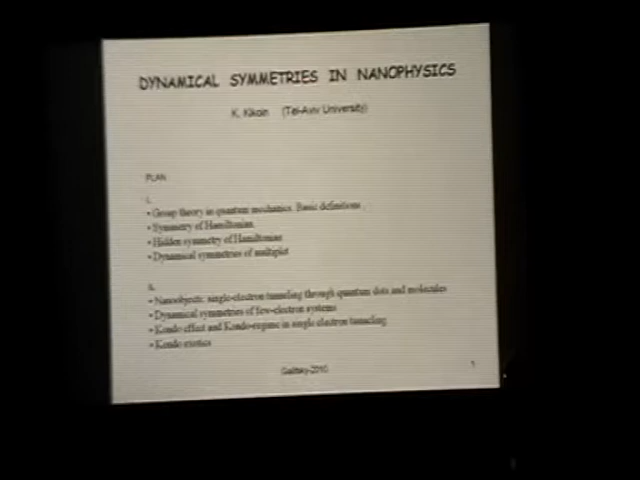 DYNAMICAL SYMMETRIES IN NANOPHYSICS
K. Kikoin (Tel-Aviv University)
PLAN
I.
• Group theory in quantum mechanics. Basic definitions.
• Symmetry of Hamiltonian.
• Hidden symmetry of Hamiltonian
• Dynamical symmetries of multiplet
II.
• Nanoobjects: single-electron tunneling through quantum dots and molecules
• Dynamical symmetries of few-electron systems
• Kondo effect and Kondo-regime in single electron tunneling
• Kondo exotics
2010
1